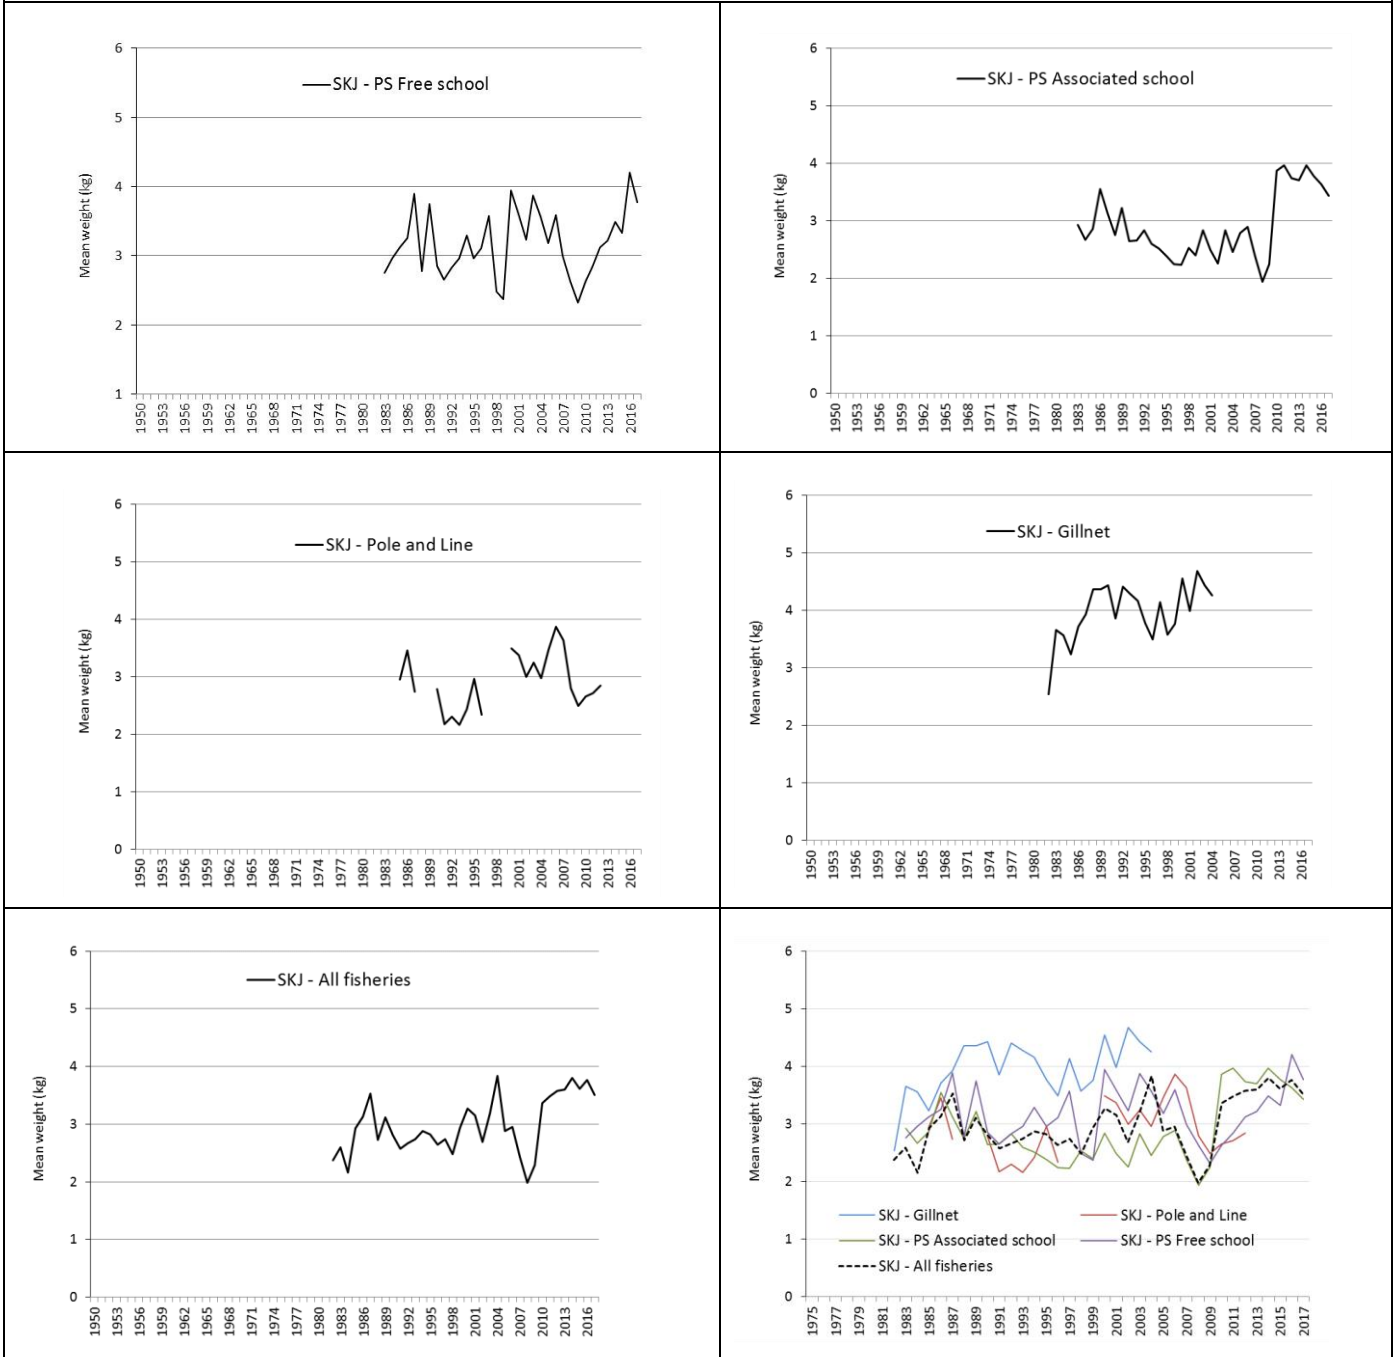 SKJ - PS Free school
Mean weight (kg)
6
5
4
3
2
1
1950 1953 1956 1959 1962 1965 1968 1971 1974 1977 1980 1983 1986 1989 1992 1995 1998 2001 2004 2007 2010 2013 2016
SKJ - PS Associated school
Mean weight (kg)
6
5
4
3
2
1
0
1950 1953 1956 1959 1962 1965 1968 1971 1974 1977 1980 1983 1986 1989 1992 1995 1998 2001 2004 2007 2010 2013 2016
SKJ - Pole and Line
Mean weight (kg)
6
5
4
3
2
1
0
1950 1953 1956 1959 1962 1965 1968 1971 1974 1977 1980 1983 1986 1989 1992 1995 1998 2001 2004 2007 2010 2013 2016
SKJ - Gillnet
Mean weight (kg)
6
5
4
3
2
1
0
1950 1953 1956 1959 1962 1965 1968 1971 1974 1977 1980 1983 1986 1989 1992 1995 1998 2001 2004 2007 2010 2013 2016
SKJ - All fisheries
Mean weight (kg)
6
5
4
3
2
1
0
1950 1953 1956 1959 1962 1965 1968 1971 1974 1977 1980 1983 1986 1989 1992 1995 1998 2001 2004 2007 2010 2013 2016
Mean weight (kg)
6
5
4
3
2
1
0
SKJ - Gillnet SKJ - Pole and Line
SKJ - PS Associated school SKJ - PS Free school
SKJ - All fisheries
1975 1977 1979 1981 1983 1985 1987 1989 1991 1993 1995 1997 1999 2001 2003 2005 2007 2009 2011 2013 2015 2017